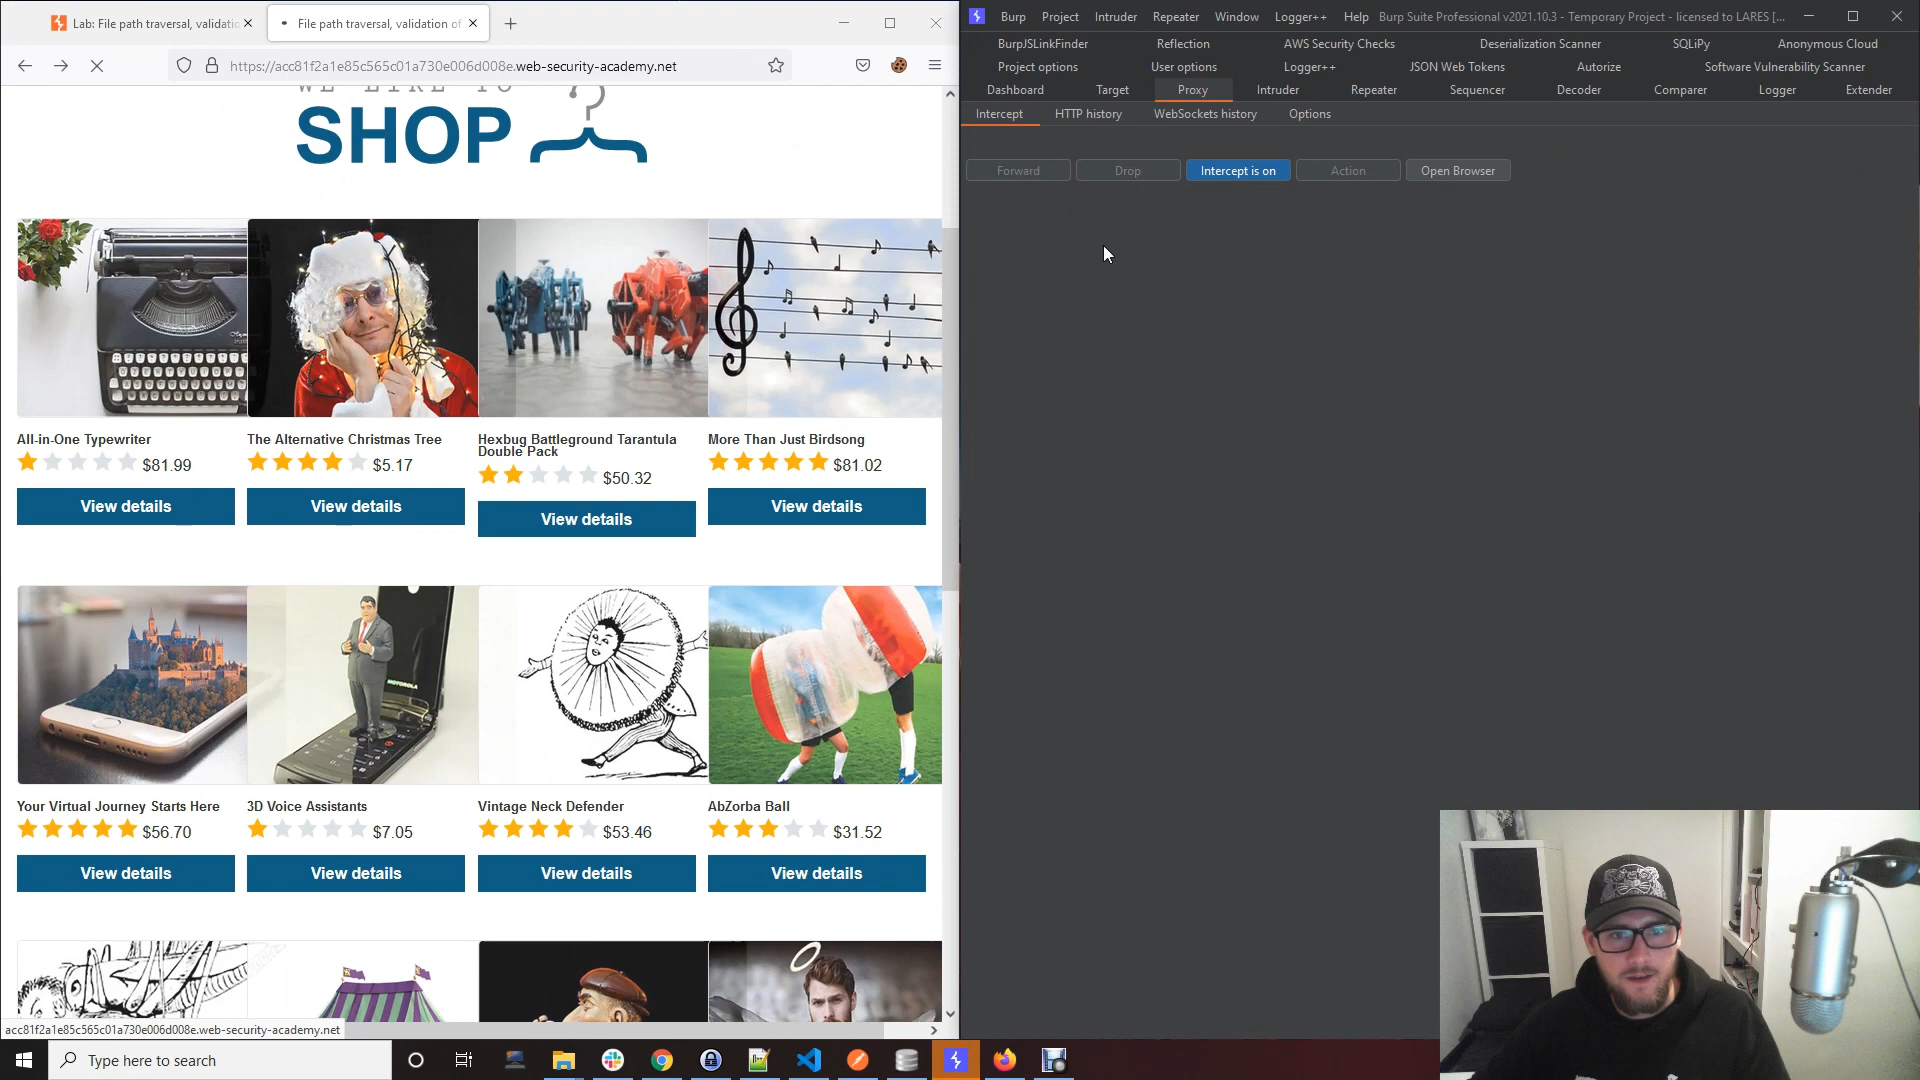 Lab: File path traversal, validatio
File path traversal, validation of
https://acc81f2a1e85c565c01a730e006d008e.web-security-academy.net
WE LIKE TO
SHOP
All-in-One Typewriter
$81.99
View details
The Alternative Christmas Tree
$5.17
View details
Hexbug Battleground Tarantula
Double Pack
$50.32
View details
More Than Just Birdsong
$81.02
View details
Your Virtual Journey Starts Here
$56.70
View details
3D Voice Assistants
$7.05
View details
Vintage Neck Defender
$53.46
View details
AbZorba Ball
$31.52
View details
MOTOROLA
acc81f2a1e85c565c01a730e006d008e.web-security-academy.net
Burp Project Intruder Repeater Window Logger++ Help Burp Suite Professional v2021.10.3 - Temporary Project - licensed to LARES [...
BurpJSLinkFinder Reflection AWS Security Checks Deserialization Scanner SQLiPy Anonymous Cloud
Project options User options Logger++ JSON Web Tokens Autorize Software Vulnerability Scanner
Dashboard Target Proxy Intruder Repeater Sequencer Decoder Comparer Logger Extender
Intercept HTTP history WebSockets history Options
Forward Drop Intercept is on Action Open Browser
Type here to search